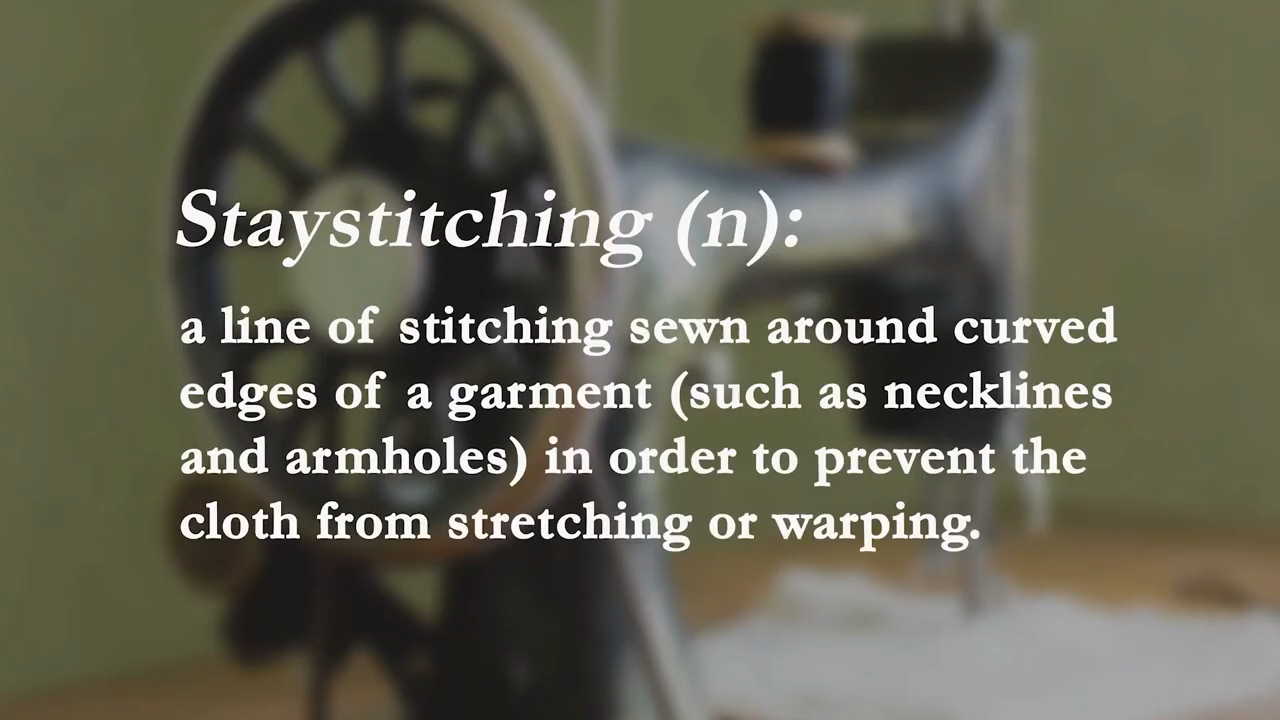 Staystitching (n):
a line of stitching sewn around curved
edges of a garment (such as necklines
and armholes) in order to prevent the
cloth from stretching or warping.